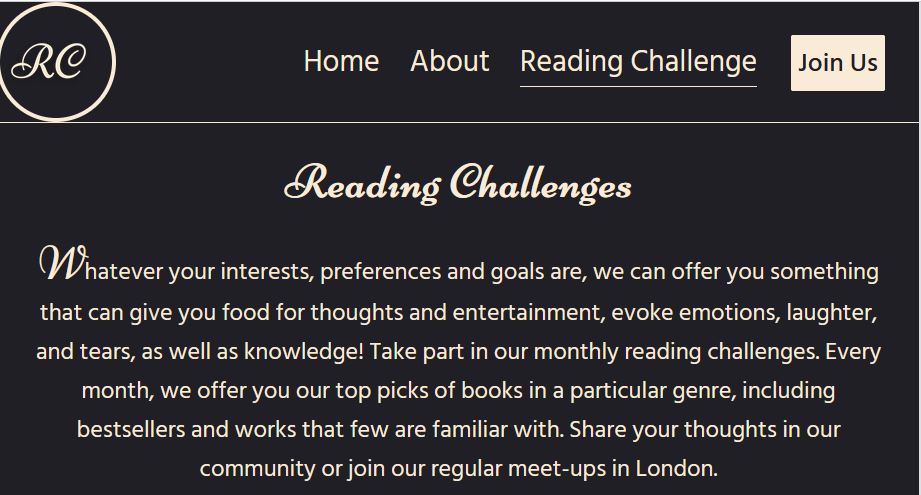 RC
Home About Reading Challenge Join Us
Reading Challenges
Whatever your interests, preferences and goals are, we can offer you something
that can give you food for thoughts and entertainment, evoke emotions, laughter,
and tears, as well as knowledge! Take part in our monthly reading challenges. Every
month, we offer you our top picks of books in a particular genre, including
bestsellers and works that few are familiar with. Share your thoughts in our
community or join our regular meet-ups in London.